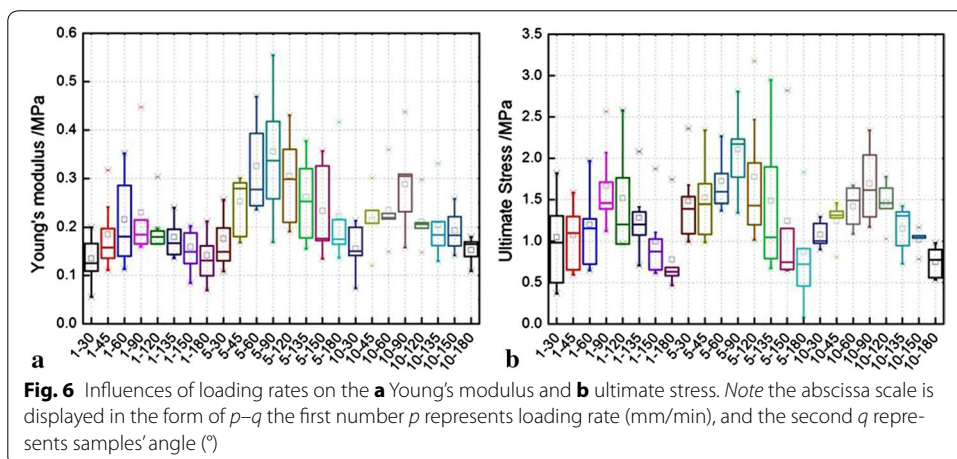 0.6
0.5
0.4
0.3
0.2
0.1
0.0
Young's modulus /MPa
1-30 1-45 1-60 1-90 1-120 1-135 1-150 1-180 5-30 5-45 5-60 5-90 5-120 5-135 5-150 5-180 10-30 10-45 10-60 10-90 10-120 10-135 10-150 10-180
a
3.5
3.0
2.5
2.0
1.5
1.0
0.5
0.0
Ultimate Stress /MPa
1-30 1-45 1-60 1-90 1-120 1-135 1-150 1-180 5-30 5-45 5-60 5-90 5-120 5-135 5-150 5-180 10-30 10-45 10-60 10-90 10-120 10-135 10-150 10-180
b
Fig. 6 Influences of loading rates on the a Young's modulus and b ultimate stress. Note the abscissa scale is
displayed in the form of p–q the first number p represents loading rate (mm/min), and the second q repre-
sents samples' angle (°)